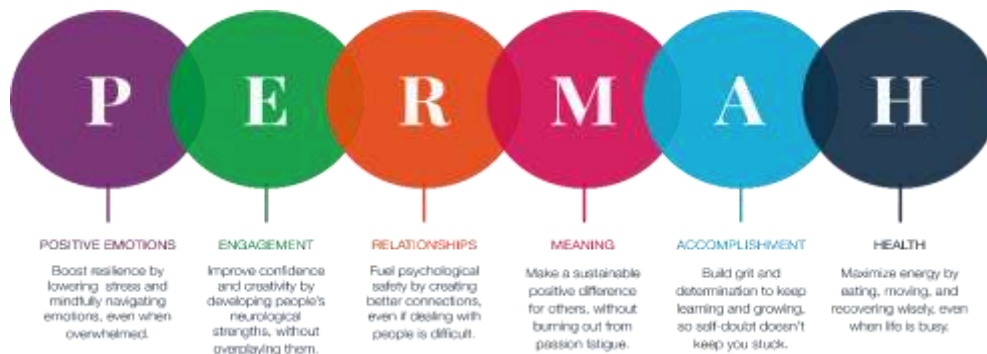 P E R M A H
POSITIVE EMOTIONS
Boost resilience by
lowering stress and
mindfully navigating
emotions, even when
overwhelmed.
ENGAGEMENT
Improve confidence
and creativity by
developing people's
neurological
strengths, without
overplaying them.
RELATIONSHIPS
Fuel psychological
safety by creating
better connections,
even if dealing with
people is difficult.
MEANING
Make a sustainable
positive difference
for others, without
burning out from
passion fatigue.
ACCOMPLISHMENT
Build grit and
determination to keep
learning and growing,
so self-doubt doesn't
keep you stuck.
HEALTH
Maximize energy by
eating, moving, and
recovering wisely, even
when life is busy.